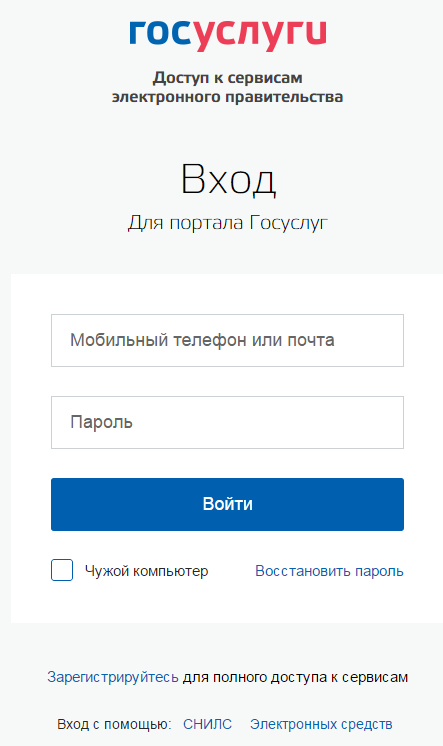 госуслуги
Доступ к сервисам
электронного правительства
Вход
Для портала Госуслуг
Мобильный телефон или почта
Пароль
Войти
Чужой компьютер Восстановить пароль
Зарегистрируйтесь для полного доступа к сервисам
Вход с помощью: СНИЛС Электронных средств